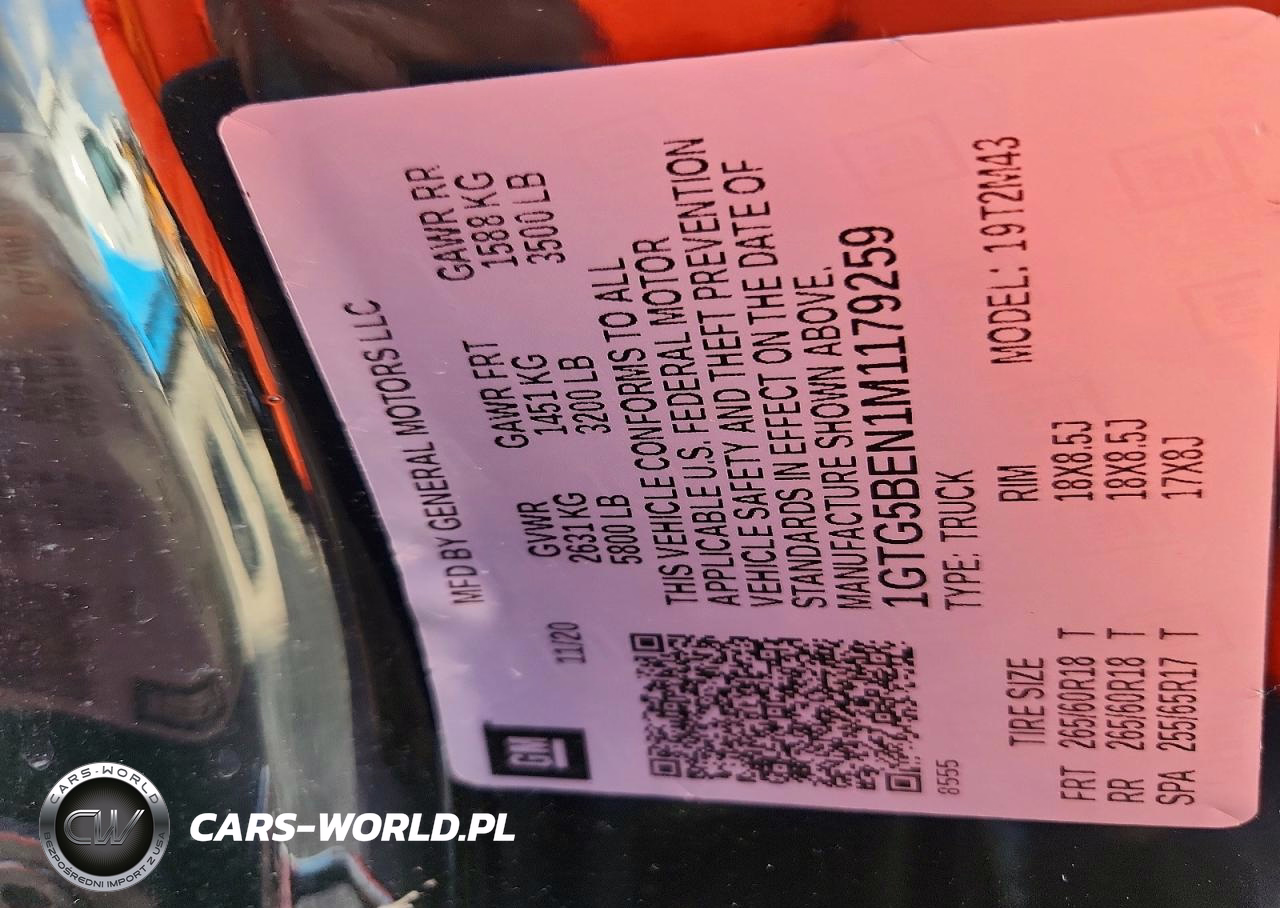 MFD BY GENERAL MOTORS LLC
GM
11/20
GVWR GAWR FRT GAWR RR
2631 KG 1451 KG 1588 KG
5800 LB 3200 LB 3500 LB
THIS VEHICLE CONFORMS TO ALL
APPLICABLE U.S. FEDERAL MOTOR
VEHICLE SAFETY AND THEFT PREVENTION
STANDARDS IN EFFECT ON THE DATE OF
MANUFACTURE SHOWN ABOVE.
1GTG5BEN1M1179259
TYPE: TRUCK
8555
MODEL: 19T2M43
TIRE SIZE RIM
FRT 265/60R18 T 18X8.5J
RR 265/60R18 T 18X8.5J
SPA 255/65R17 T 17X8J
CARS-WORLD
CW
BEZPOŚREDNI IMPORT Z USA
CARS-WORLD.PL